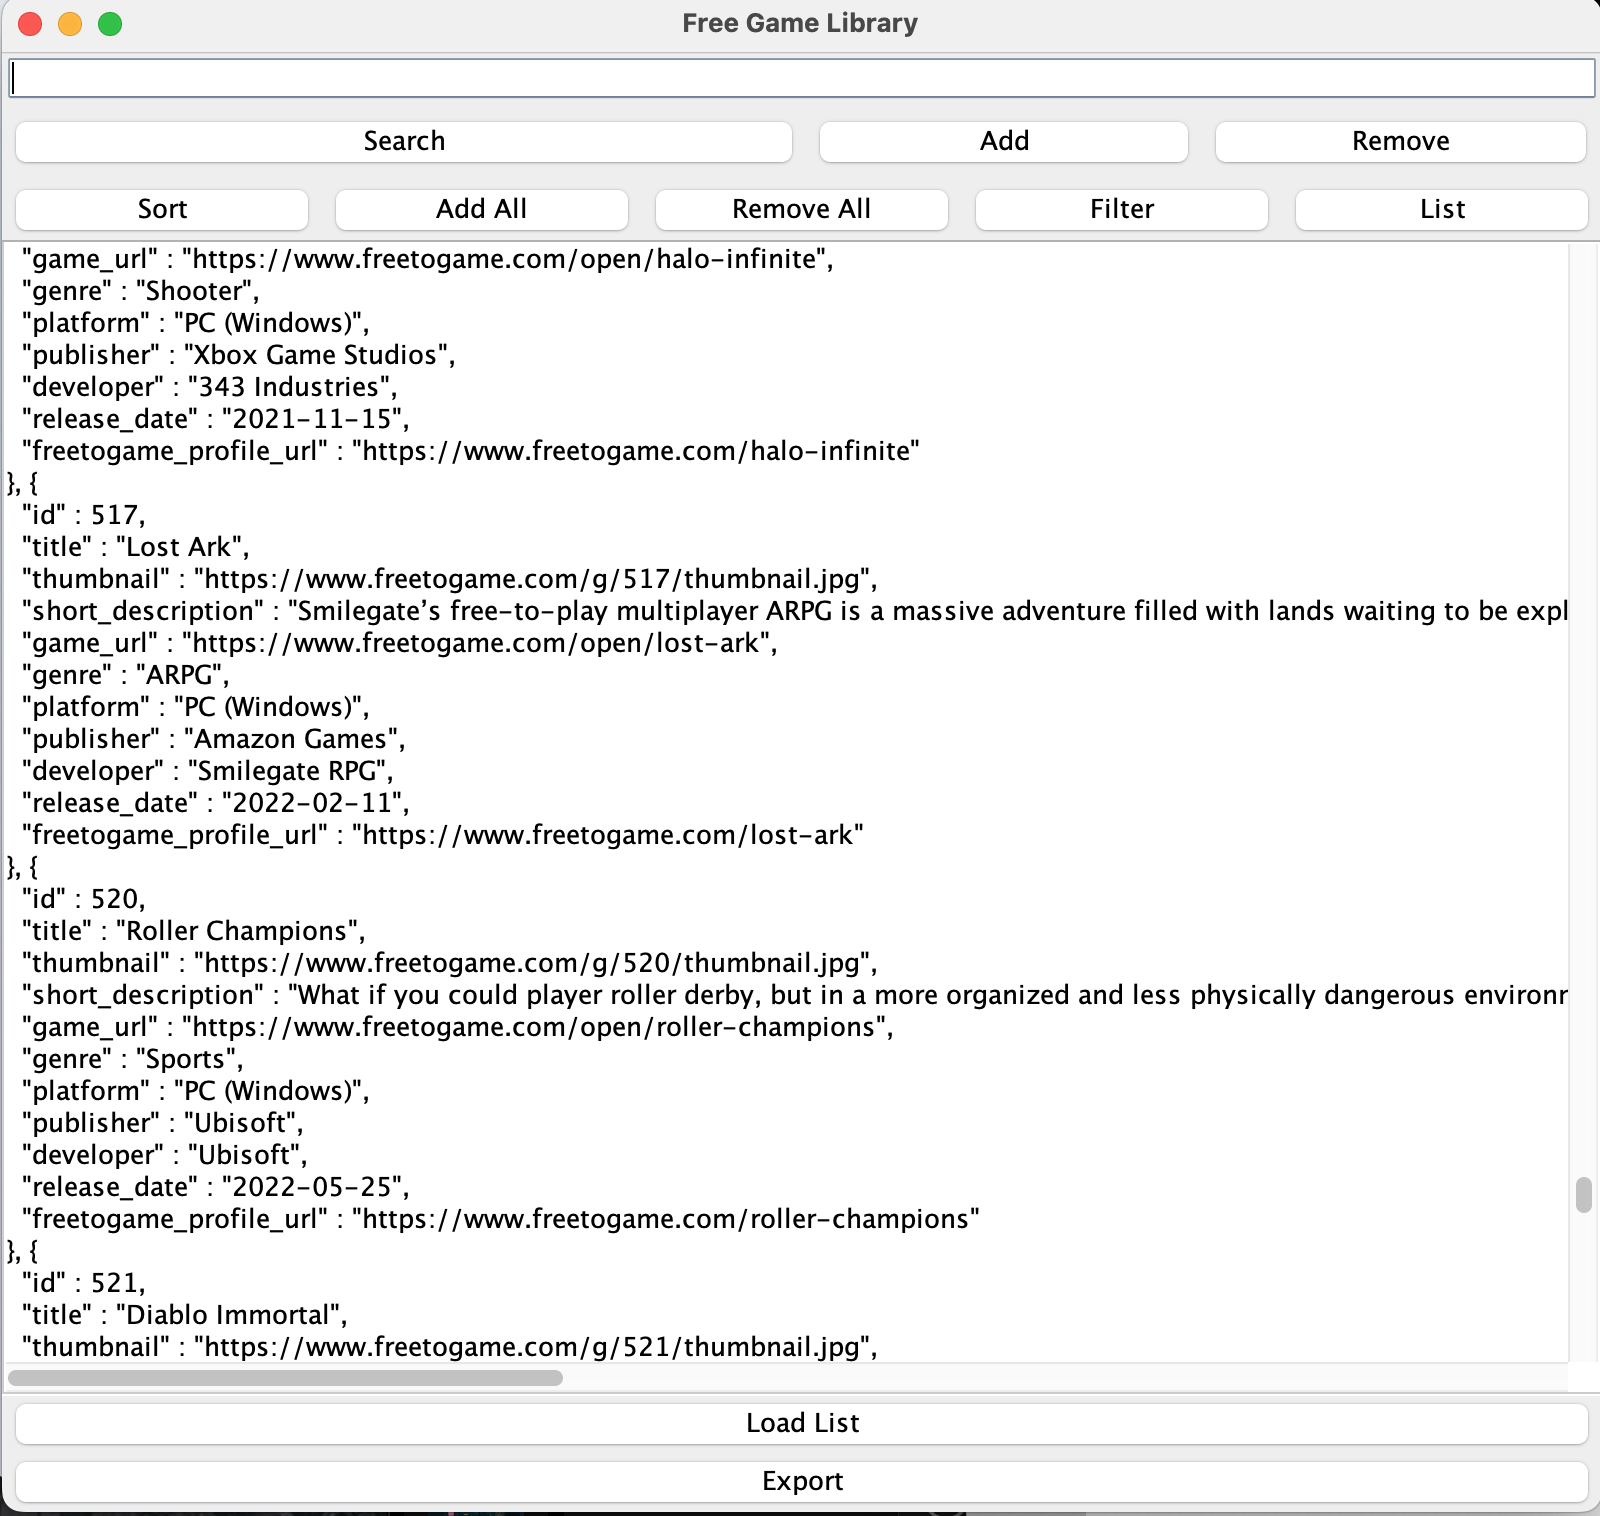 Free Game Library
Search Add Remove
Sort Add All Remove All Filter List
"game_url" : "https://www.freetogame.com/open/halo-infinite",
"genre" : "Shooter",
"platform" : "PC (Windows)",
"publisher" : "Xbox Game Studios",
"developer" : "343 Industries",
"release_date" : "2021-11-15",
"freetogame_profile_url" : "https://www.freetogame.com/halo-infinite"
}, {
"id" : 517,
"title" : "Lost Ark",
"thumbnail" : "https://www.freetogame.com/g/517/thumbnail.jpg",
"short_description" : "Smilegate’s free-to-play multiplayer ARPG is a massive adventure filled with lands waiting to be expl
"game_url" : "https://www.freetogame.com/open/lost-ark",
"genre" : "ARPG",
"platform" : "PC (Windows)",
"publisher" : "Amazon Games",
"developer" : "Smilegate RPG",
"release_date" : "2022-02-11",
"freetogame_profile_url" : "https://www.freetogame.com/lost-ark"
}, {
"id" : 520,
"title" : "Roller Champions",
"thumbnail" : "https://www.freetogame.com/g/520/thumbnail.jpg",
"short_description" : "What if you could player roller derby, but in a more organized and less physically dangerous
"game_url" : "https://www.freetogame.com/open/roller-champions",
"genre" : "Sports",
"platform" : "PC (Windows)",
"publisher" : "Ubisoft",
"developer" : "Ubisoft",
"release_date" : "2022-05-25",
"freetogame_profile_url" : "https://www.freetogame.com/roller-champions"
}, {
"id" : 521,
"title" : "Diablo Immortal",
"thumbnail" : "https://www.freetogame.com/g/521/thumbnail.jpg",
Load List
Export